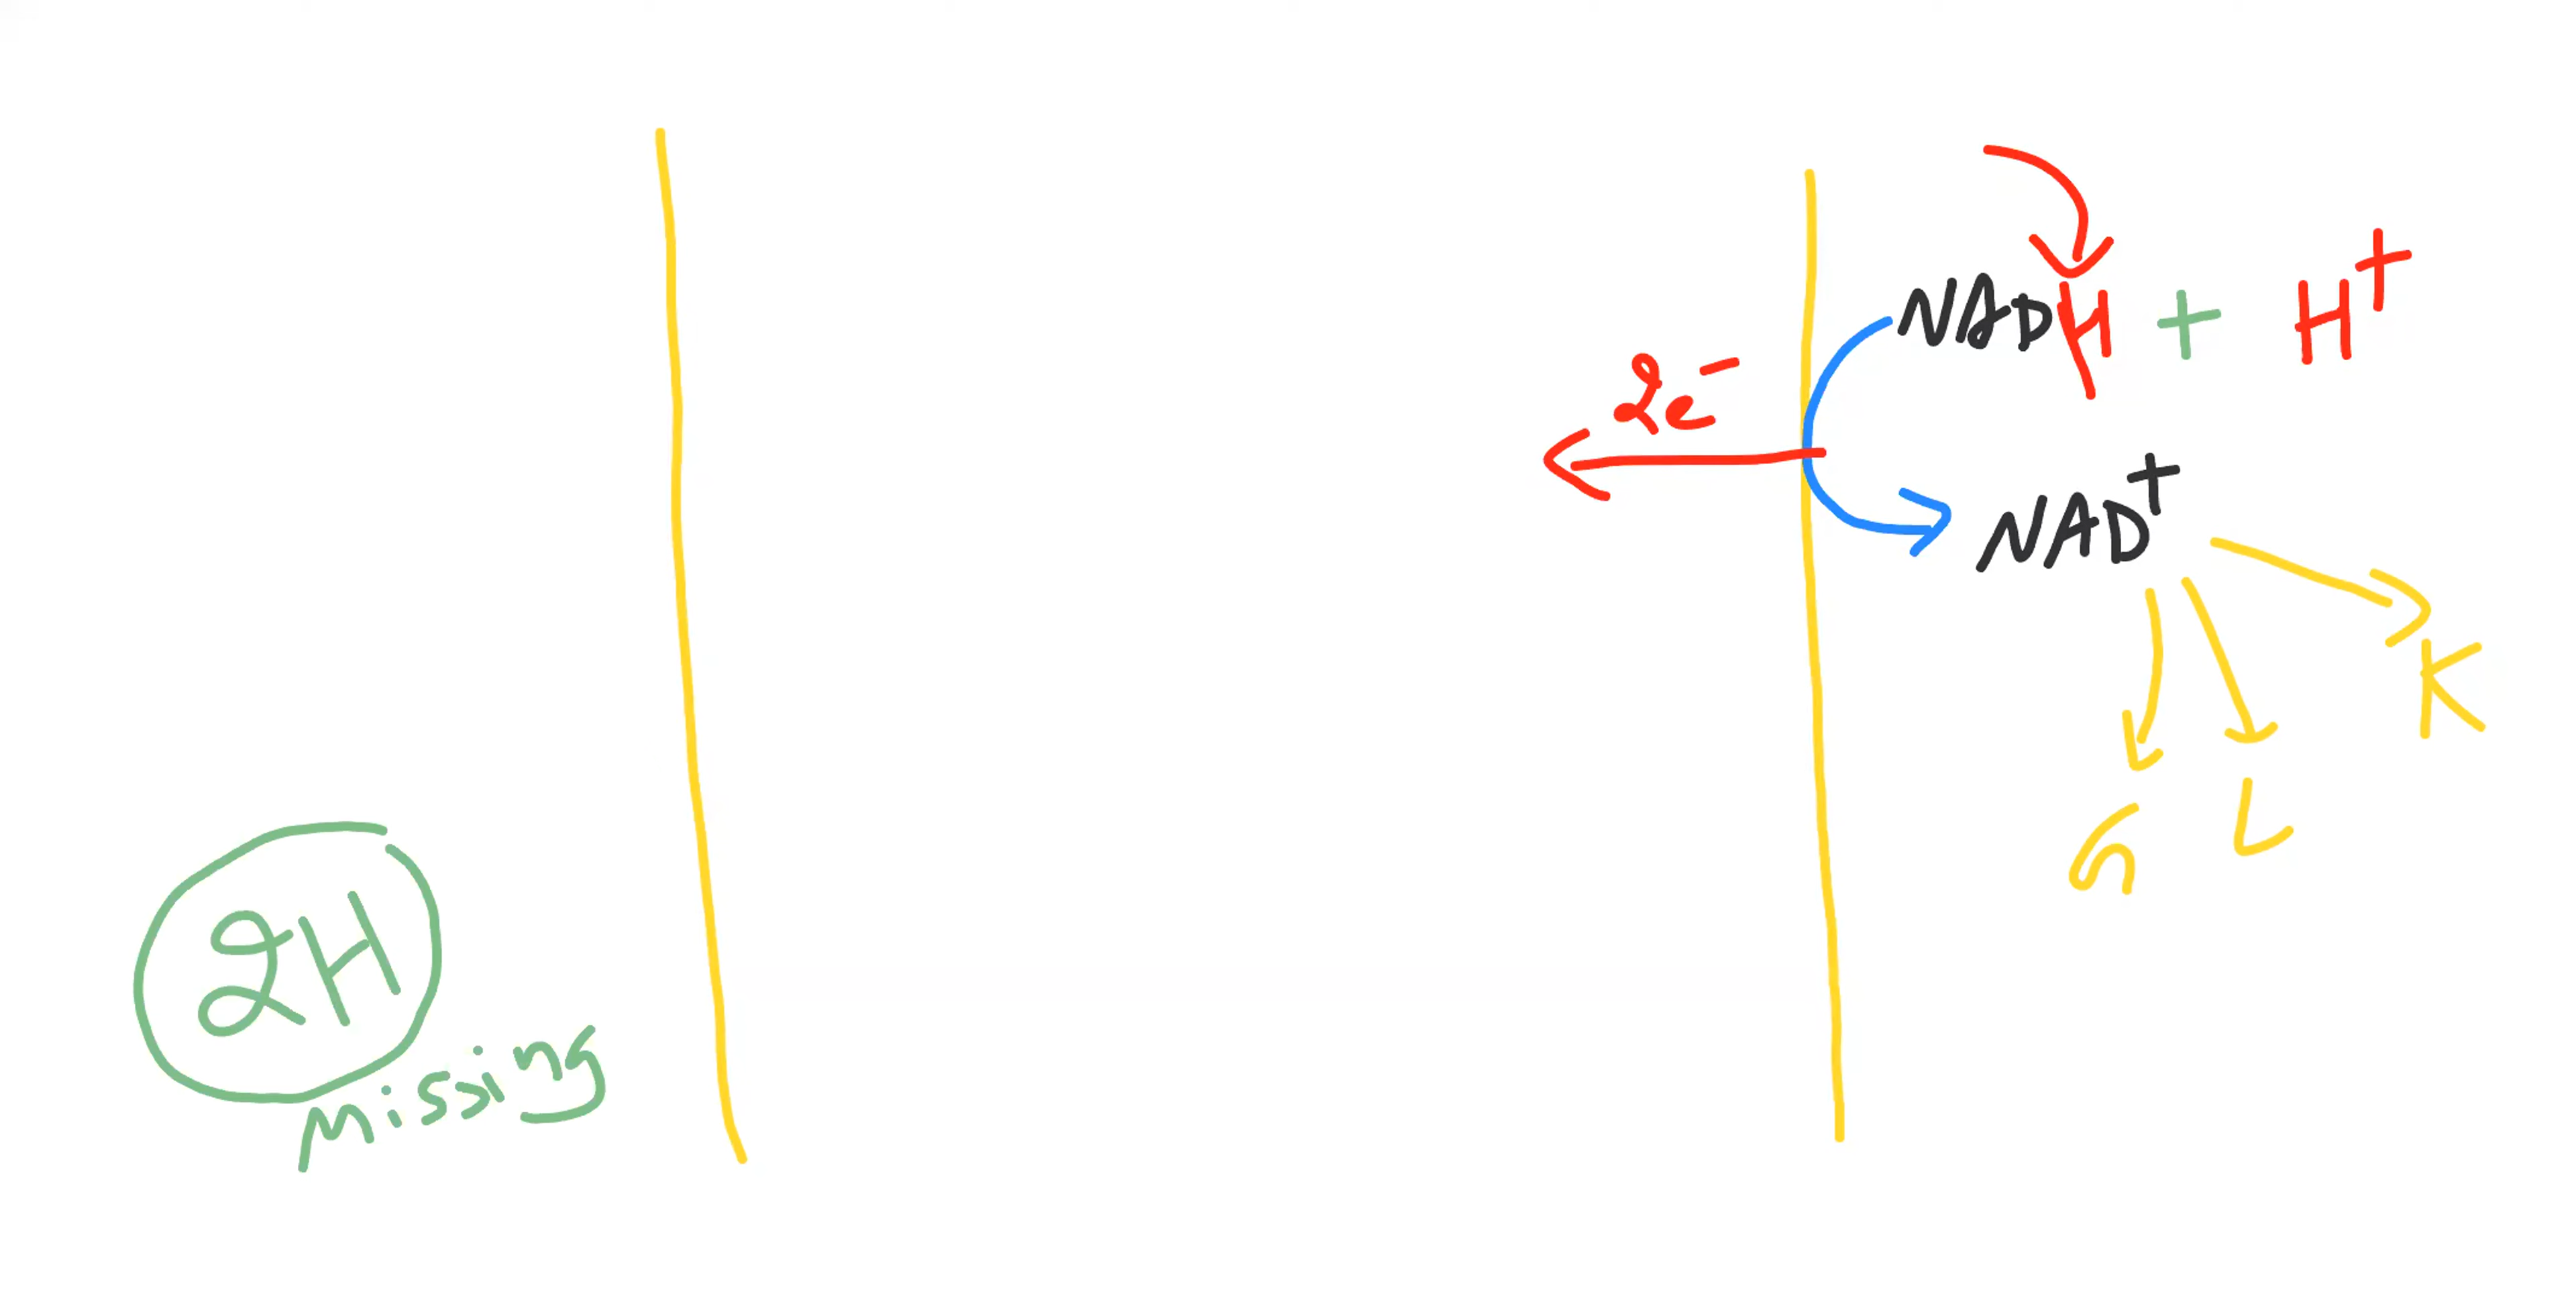 NADH + H⁺
2e⁻
NAD⁺
K
G L
2H
Missing